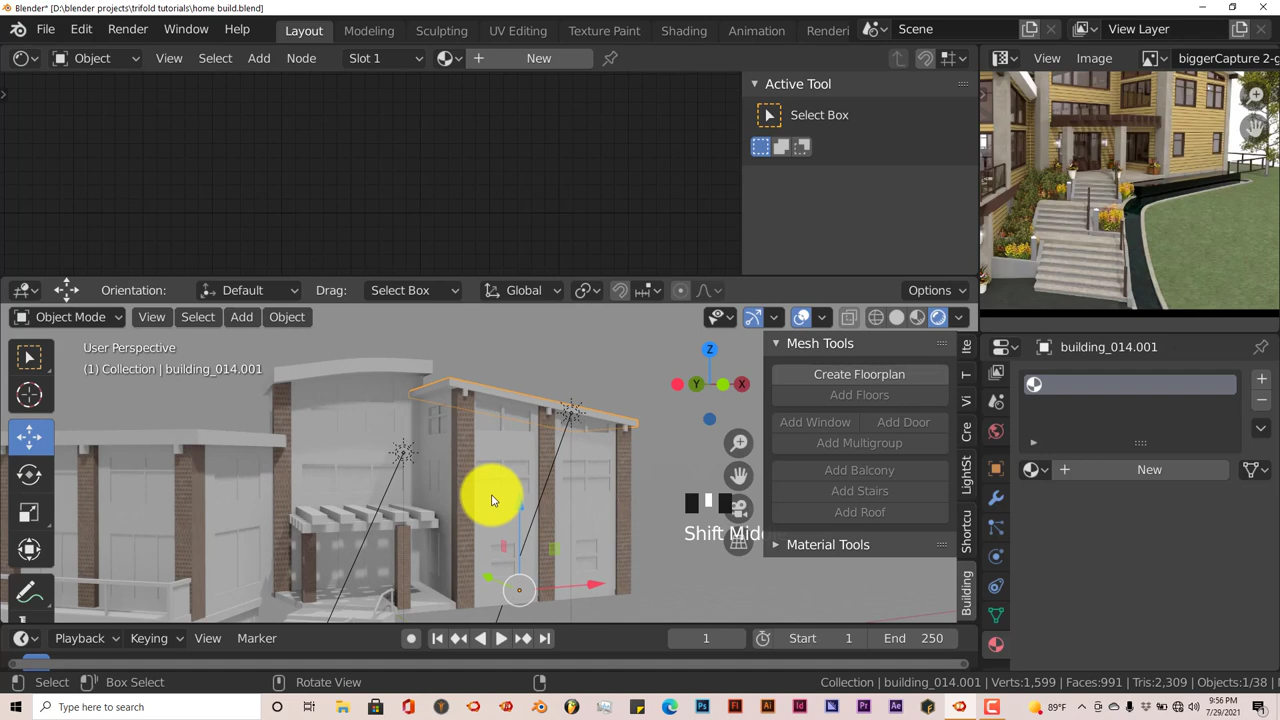 Blender* [D:\blender projects\trifold tutorials\home build.blend]
File Edit Render Window Help Layout Modeling Sculpting UV Editing Texture Paint Shading Animation Renderi Scene View Layer
Object View Select Add Node Slot 1 New View Image biggerCapture 2-g
Active Tool
Select Box
Orientation: Default Drag: Select Box Global Options
Object Mode View Select Add Object
User Perspective
(1) Collection | building_014.001
Mesh Tools
Create Floorplan
Add Floors
Add Window Add Door
Add Multigroup
Add Balcony
Add Stairs
Add Roof
Material Tools
Ite
T
Vi
Cre
LightSt
Shortcu
Building
Z
Y
X
Shift Mid
building_014.001
New
Playback Keying View Marker 1 Start 1 End 250
Select Box Select Rotate View Collection | building_014.001 | Verts:1,599 | Faces:991 | Tris:2,309 | Objects:1/38
Type here to search 89°F 9:56 PM
7/29/2021